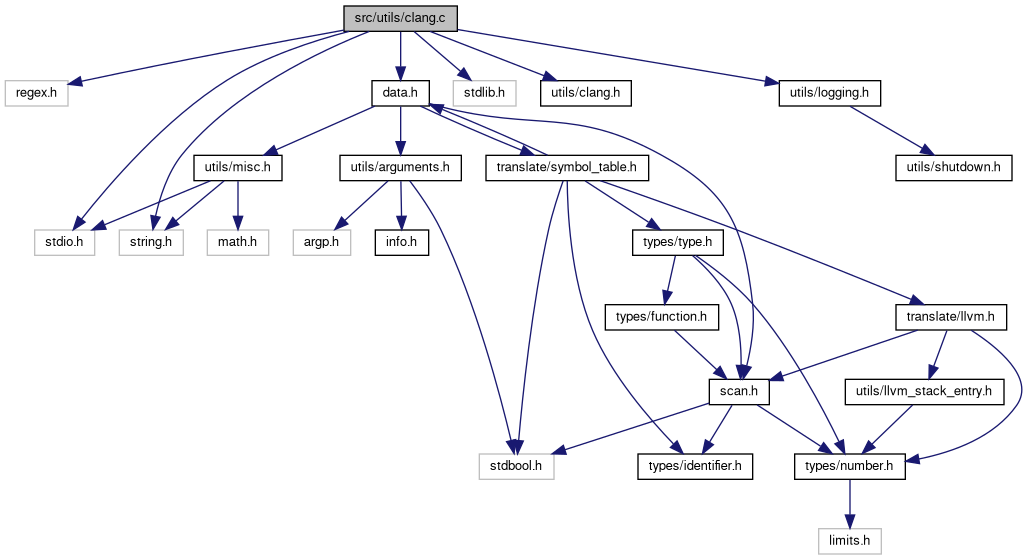 src/utils/clang.c
regex.h
data.h
stdlib.h
utils/clang.h
utils/logging.h
utils/misc.h
utils/arguments.h
translate/symbol_table.h
utils/shutdown.h
stdio.h
string.h
math.h
argp.h
info.h
types/type.h
types/function.h
translate/llvm.h
scan.h
utils/llvm_stack_entry.h
stdbool.h
types/identifier.h
types/number.h
limits.h